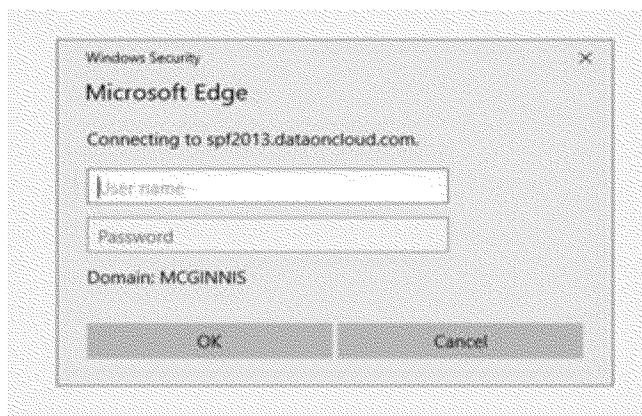 Windows Security
Microsoft Edge
Connecting to spf2013.dataoncloud.com.
User name
Password
Domain: MCGINNIS
OK Cancel